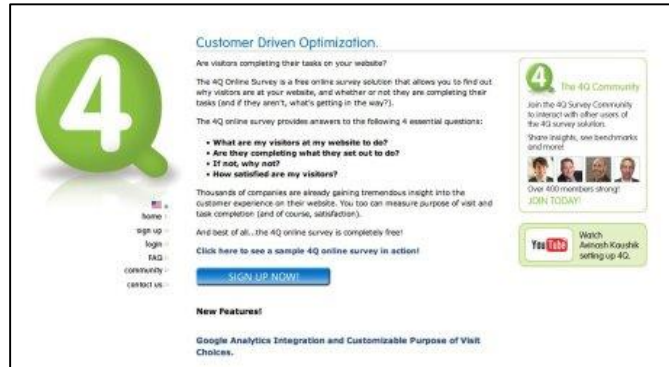 4
home
sign up
login
FAQ
community
contact us
Customer Driven Optimization.
Are visitors completing their tasks on your website?
The 4Q Online Survey is a free online survey solution that allows you to find out
why visitors are at your website, and whether or not they are completing their
tasks (and if they aren't, what's getting in the way?).
The 4Q online survey provides answers to the following 4 essential questions:
• What are my visitors at my website to do?
• Are they completing what they set out to do?
• If not, why not?
• How satisfied are my visitors?
Thousands of companies are already gaining tremendous insight into the
customer experience on their website. You too can measure purpose of visit and
task completion (and of course, satisfaction).
And best of all...the 4Q online survey is completely free!
Click here to see a sample 4Q online survey in action!
SIGN UP NOW!
New Features!
Google Analytics Integration and Customizable Purpose of Visit
Choices.
4
The 4Q Community
Join the 4Q Survey Community
to interact with other users of
the 4Q survey solution.
Share insights, see benchmarks
and more!
Over 400 members strong!
JOIN TODAY!
YouTube
Watch
Avinash Kaushik
setting up 4Q.